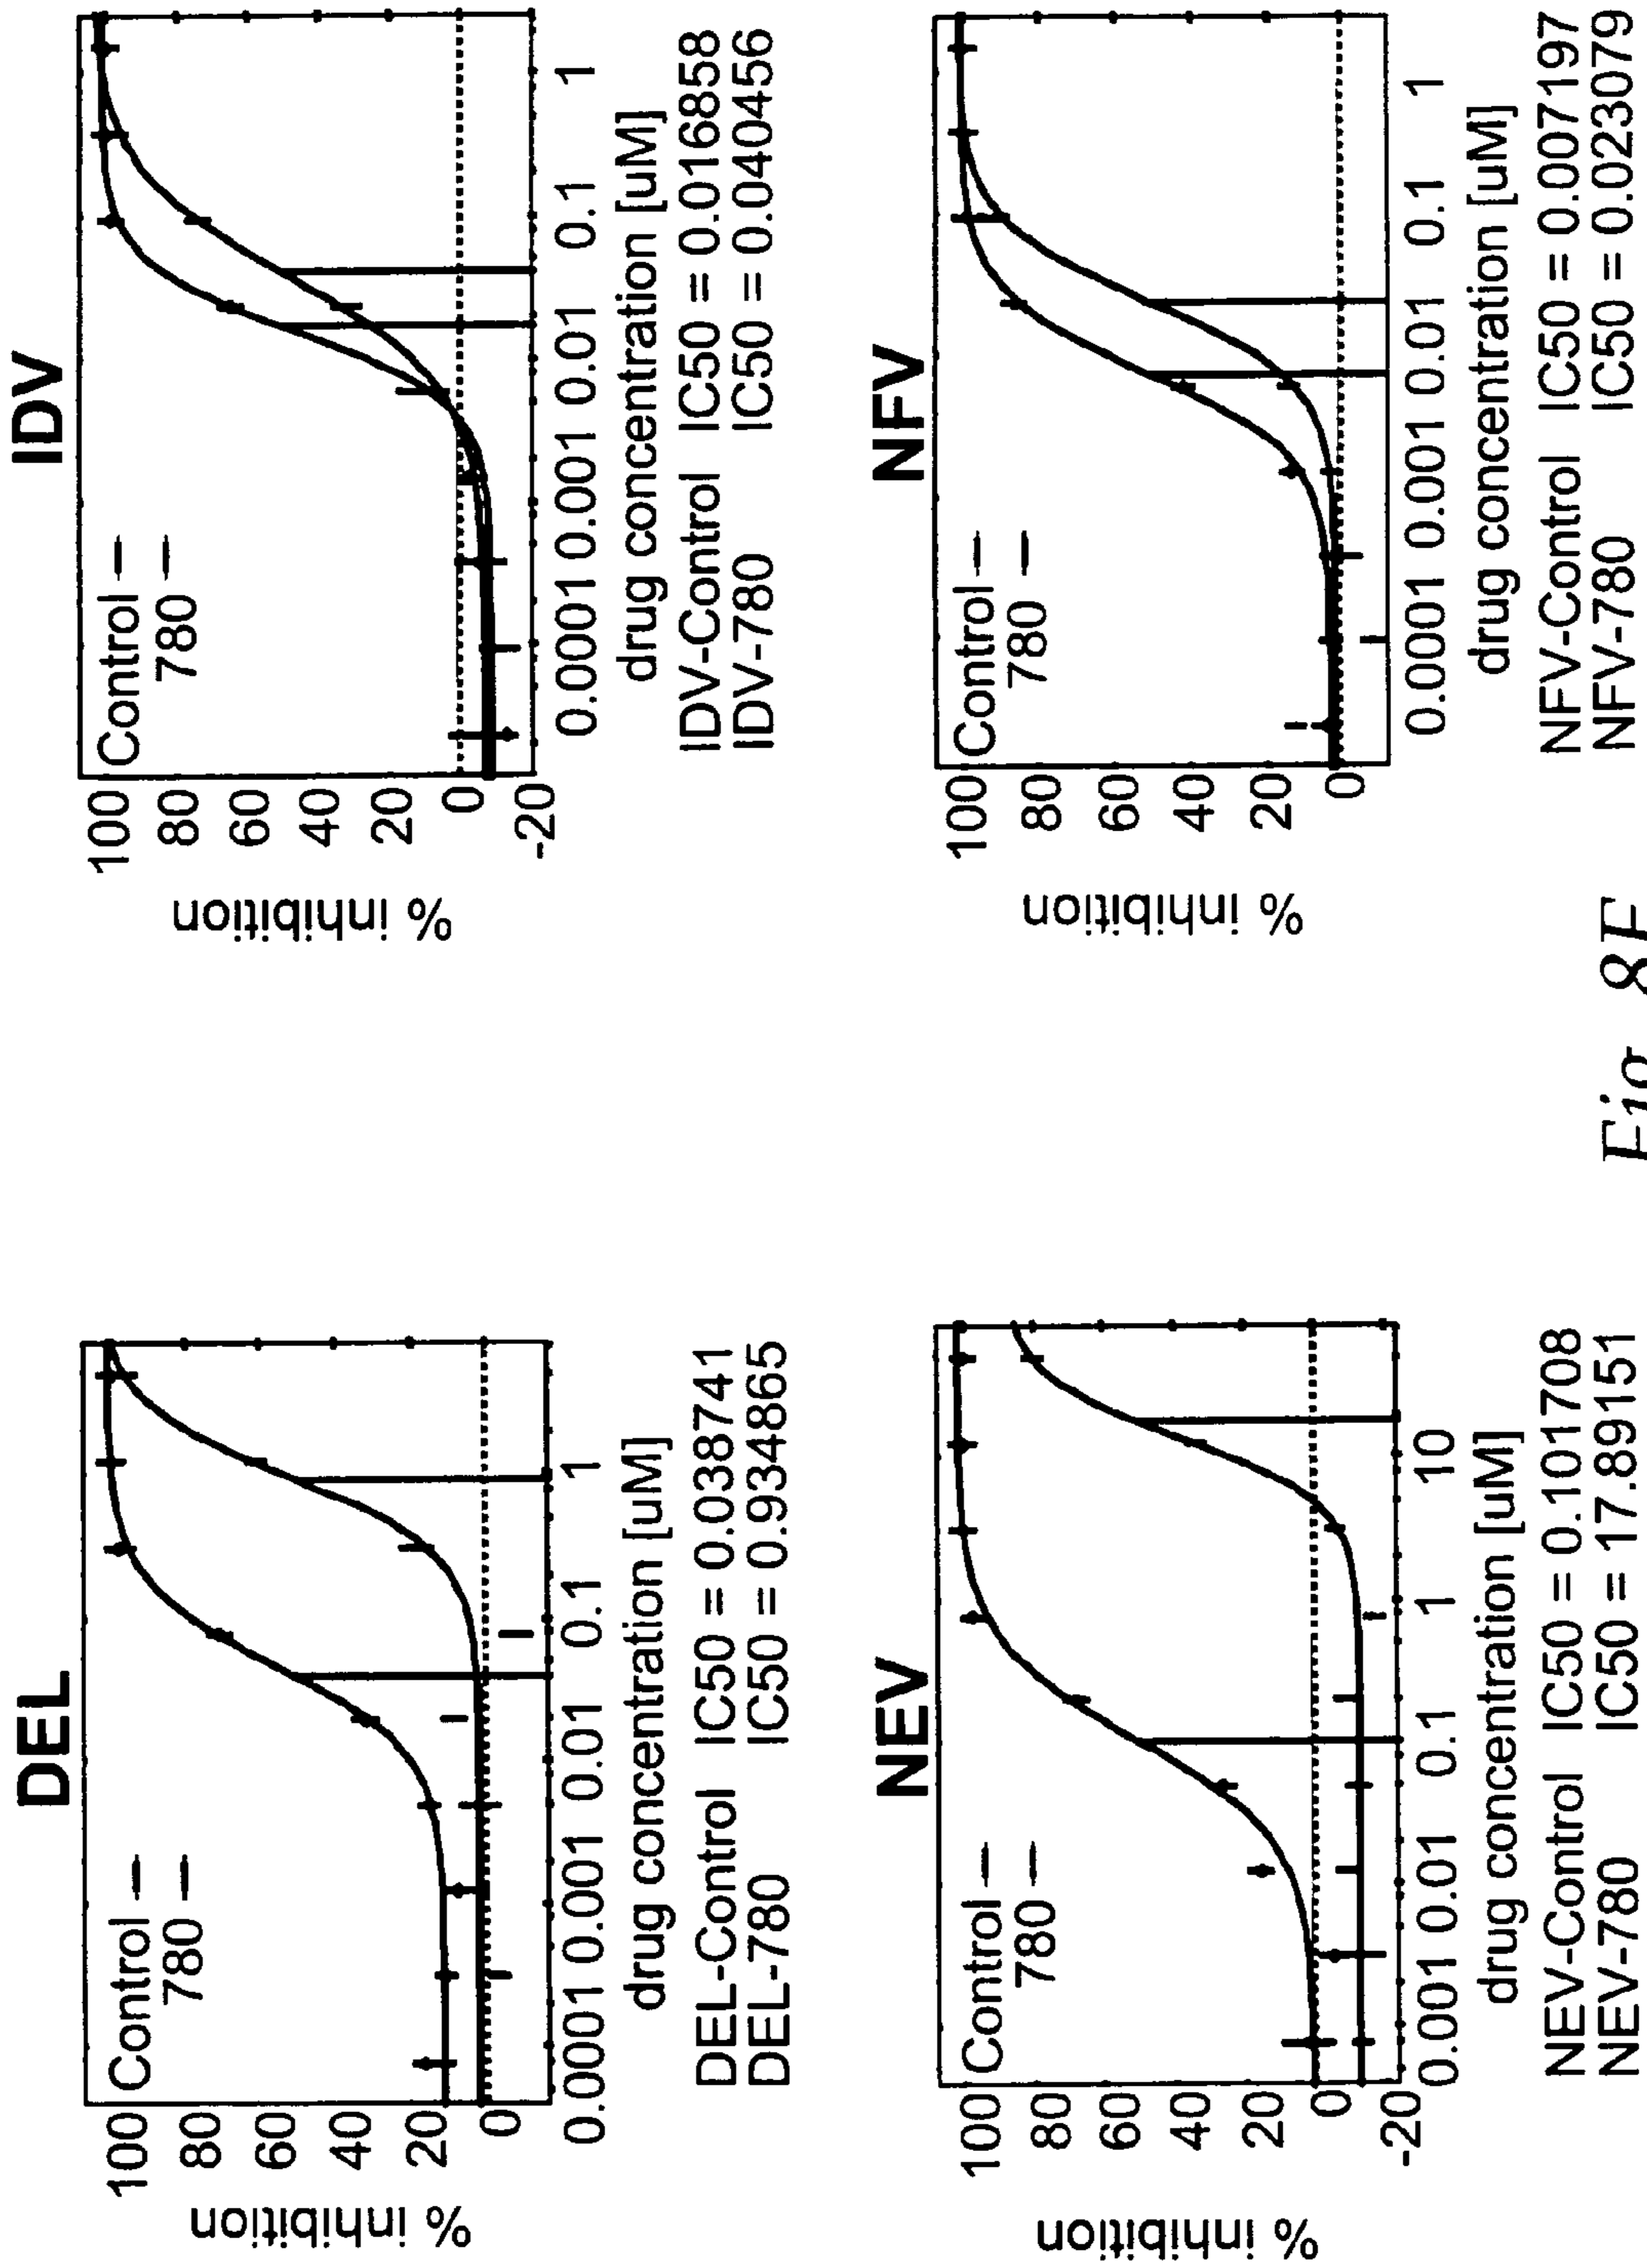 DEL
Control
780
100
80
60
40
20
0
% inhibition
0.0001 0.001 0.01 0.1 1
drug concentration [uM]
DEL-Control IC50 = 0.038741
DEL-780 IC50 = 0.934865
IDV
Control
780
100
80
60
40
20
0
-20
% inhibition
0.0001 0.001 0.01 0.1 1
drug concentration [uM]
IDV-Control IC50 = 0.016858
IDV-780 IC50 = 0.040456
NEV
Control
780
100
80
60
40
20
0
-20
% inhibition
0.001 0.01 0.1 1 10
drug concentration [uM]
NEV-Control IC50 = 0.101708
NEV-780 IC50 = 17.89151
NFV
Control
780
100
80
60
40
20
0
% inhibition
0.0001 0.001 0.01 0.1 1
drug concentration [uM]
NFV-Control IC50 = 0.007197
NFV-780 IC50 = 0.023079
Fig.